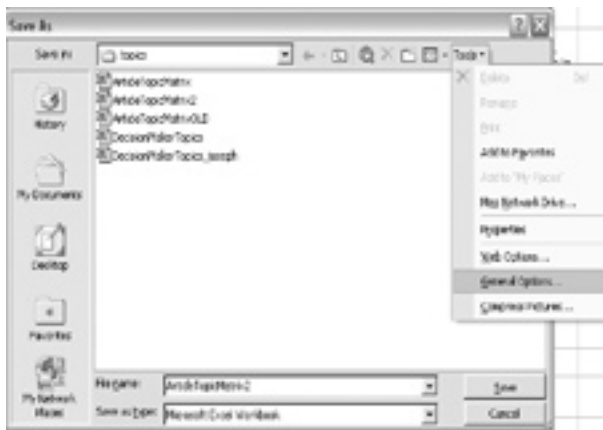 Save As
Save in:
topics
Tools
History
My Documents
Desktop
Favorites
My Network
Places
ArticleTopicMatrix
ArticleTopicMatrix2
ArticleTopicMatrixOLD
DecisionMakerTopics
DecisionMakerTopics_joseph
Delete Del
Rename
Print
Add to Favorites
Add to "My Places"
Map Network Drive...
Properties
Web Options...
General Options...
Compress Pictures...
File name:
ArticleTopicMatrix2
Save
Save as type:
Microsoft Excel Workbook
Cancel